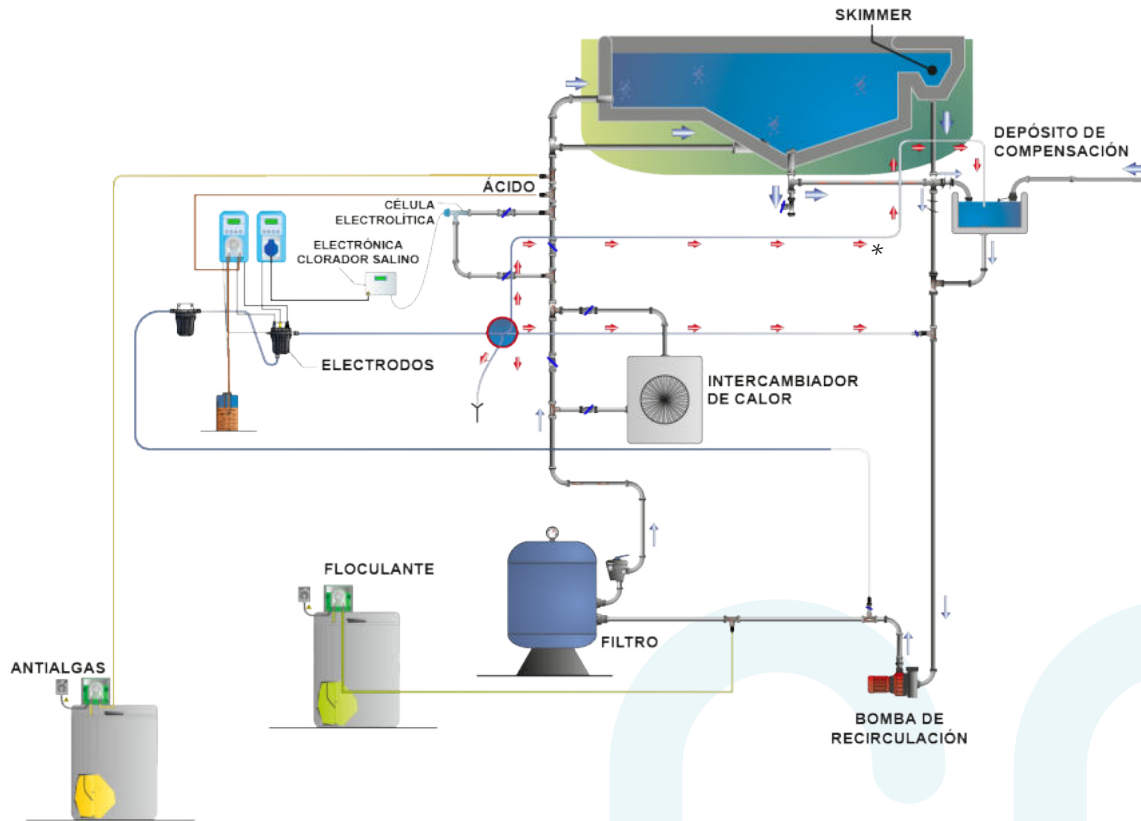 SKIMMER
DEPÓSITO DE
COMPENSACIÓN
ÁCIDO
CÉLULA
ELECTROLÍTICA
ELECTRÓNICA
CLORADOR SALINO
*
ELECTRODOS
INTERCAMBIADOR
DE CALOR
FLOCULANTE
FILTRO
ANTIALGAS
BOMBA DE
RECIRCULACIÓN